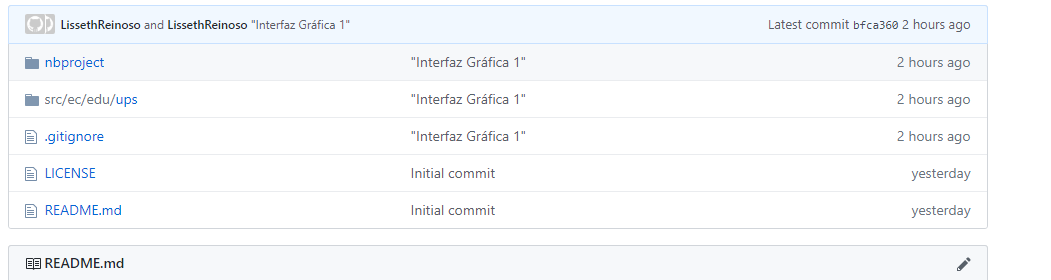 LissethReinoso and LissethReinoso "Interfaz Gráfica 1" Latest commit bfca360 2 hours ago
nbproject "Interfaz Gráfica 1" 2 hours ago
src/ec/edu/ups "Interfaz Gráfica 1" 2 hours ago
.gitignore "Interfaz Gráfica 1" 2 hours ago
LICENSE Initial commit yesterday
README.md Initial commit yesterday
README.md